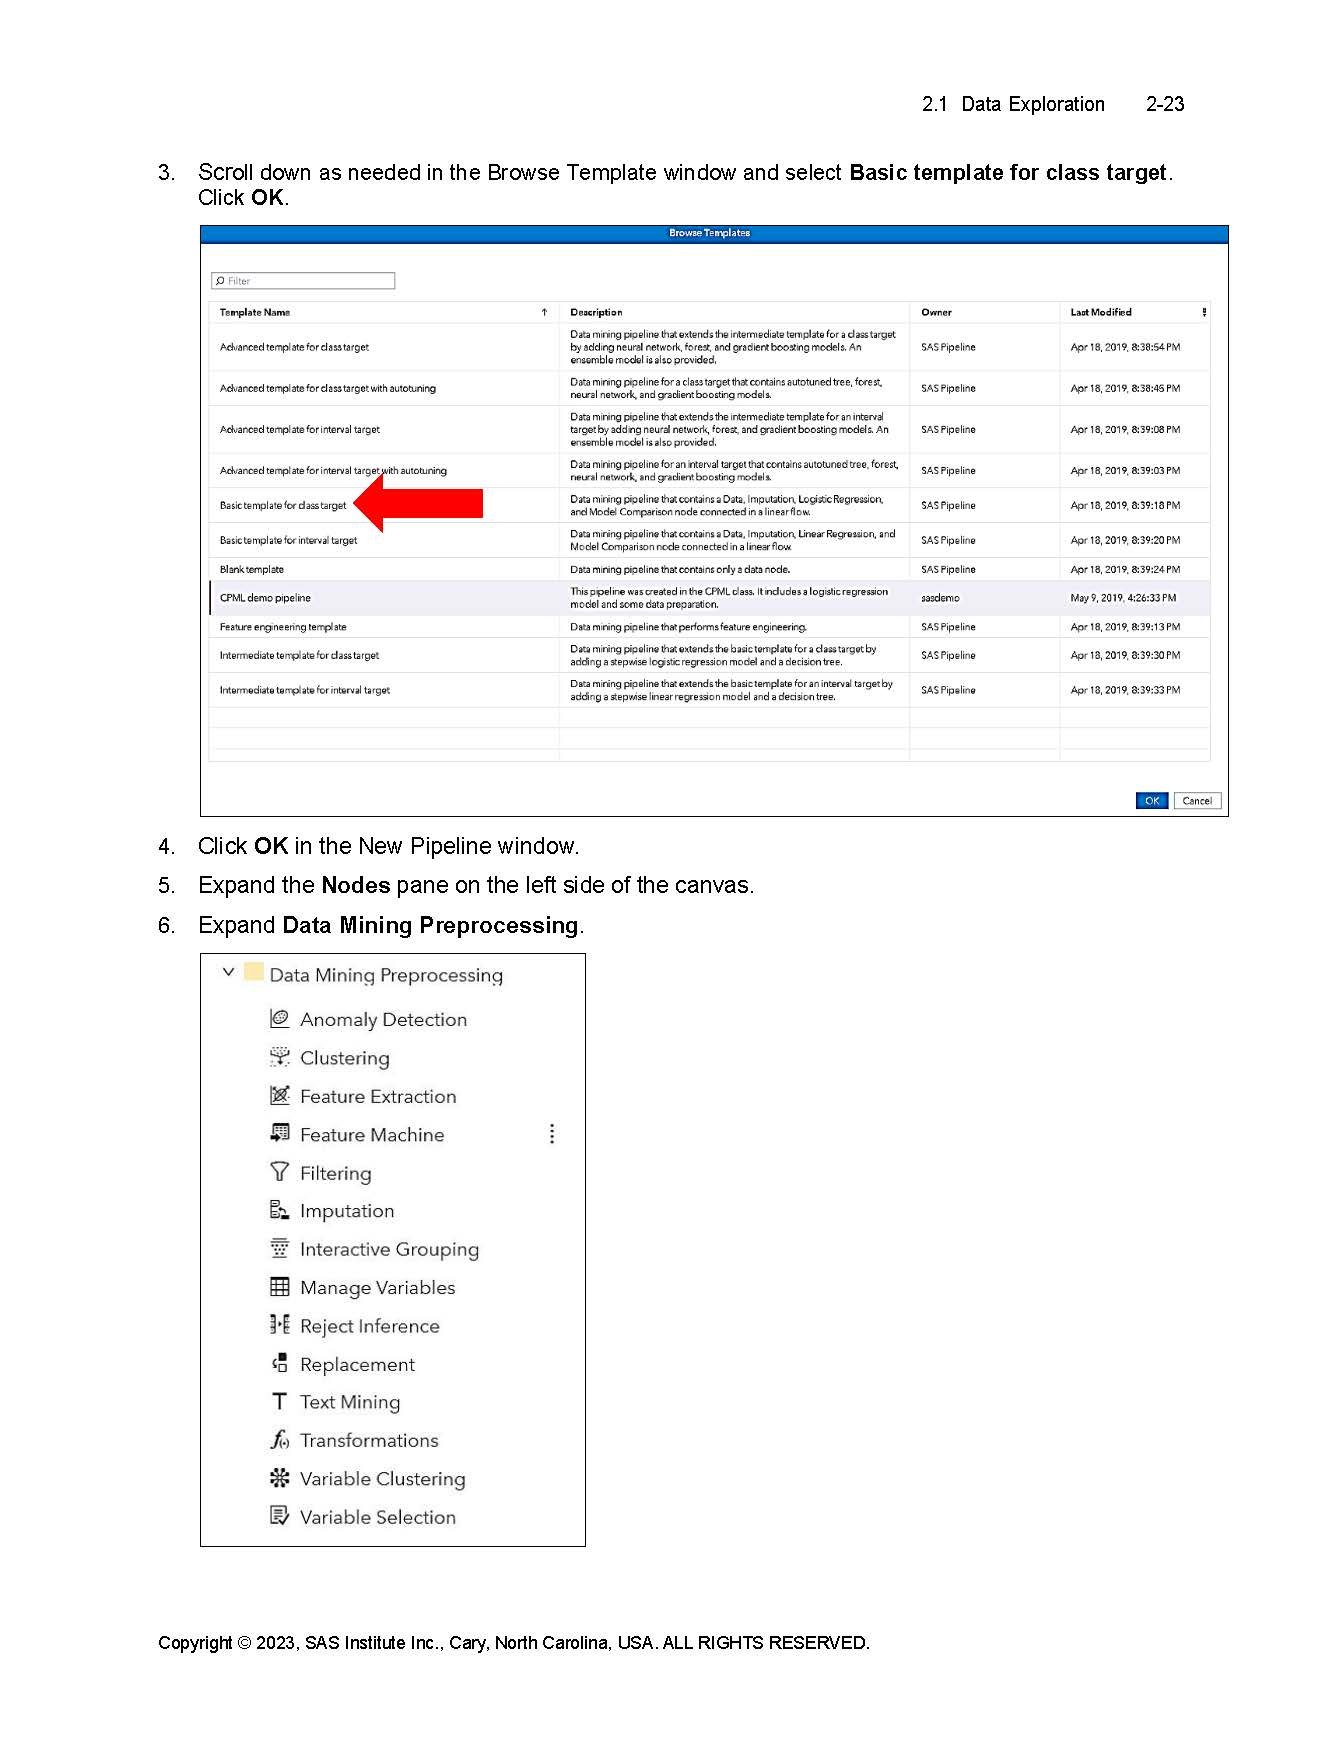 2.1 Data Exploration 2-23
3. Scroll down as needed in the Browse Template window and select Basic template for class target.
Click OK.
Browse Templates
Filter
Template Name ↑ Description Owner Last Modified
Advanced template for class target Data mining pipeline that extends the intermediate template for a class target
by adding neural network, forest, and gradient boosting models. An
ensemble model is also provided. SAS Pipeline Apr 18, 2019, 8:38:54 PM
Advanced template for class target with autotuning Data mining pipeline for a class target that contains autotuned tree, forest,
neural network, and gradient boosting models. SAS Pipeline Apr 18, 2019, 8:38:45 PM
Advanced template for interval target Data mining pipeline that extends the intermediate template for an interval
target by adding neural network, forest, and gradient boosting models. An
ensemble model is also provided. SAS Pipeline Apr 18, 2019, 8:39:08 PM
Advanced template for interval target with autotuning Data mining pipeline for an interval target that contains autotuned tree, forest,
neural network, and gradient boosting models. SAS Pipeline Apr 18, 2019, 8:39:03 PM
Basic template for class target Data mining pipeline that contains a Data, Imputation, Logistic Regression,
and Model Comparison node connected in a linear flow. SAS Pipeline Apr 18, 2019, 8:39:18 PM
Basic template for interval target Data mining pipeline that contains a Data, Imputation, Linear Regression, and
Model Comparison node connected in a linear flow. SAS Pipeline Apr 18, 2019, 8:39:20 PM
Blank template Data mining pipeline that contains only a data node. SAS Pipeline Apr 18, 2019, 8:39:24 PM
CPML demo pipeline This pipeline was created in the CPML class. It includes a logistic regression
model and some data preparation. sasdemo May 9, 2019, 4:26:33 PM
Feature engineering template Data mining pipeline that performs feature engineering. SAS Pipeline Apr 18, 2019, 8:39:13 PM
Intermediate template for class target Data mining pipeline that extends the basic template for a class target by
adding a stepwise logistic regression model and a decision tree. SAS Pipeline Apr 18, 2019, 8:39:30 PM
Intermediate template for interval target Data mining pipeline that extends the basic template for an interval target by
adding a stepwise linear regression model and a decision tree. SAS Pipeline Apr 18, 2019, 8:39:33 PM
OK Cancel
4. Click OK in the New Pipeline window.
5. Expand the Nodes pane on the left side of the canvas.
6. Expand Data Mining Preprocessing.
Data Mining Preprocessing
Anomaly Detection
Clustering
Feature Extraction
Feature Machine
Filtering
Imputation
Interactive Grouping
Manage Variables
Reject Inference
Replacement
Text Mining
Transformations
Variable Clustering
Variable Selection
Copyright © 2023, SAS Institute Inc., Cary, North Carolina, USA. ALL RIGHTS RESERVED.